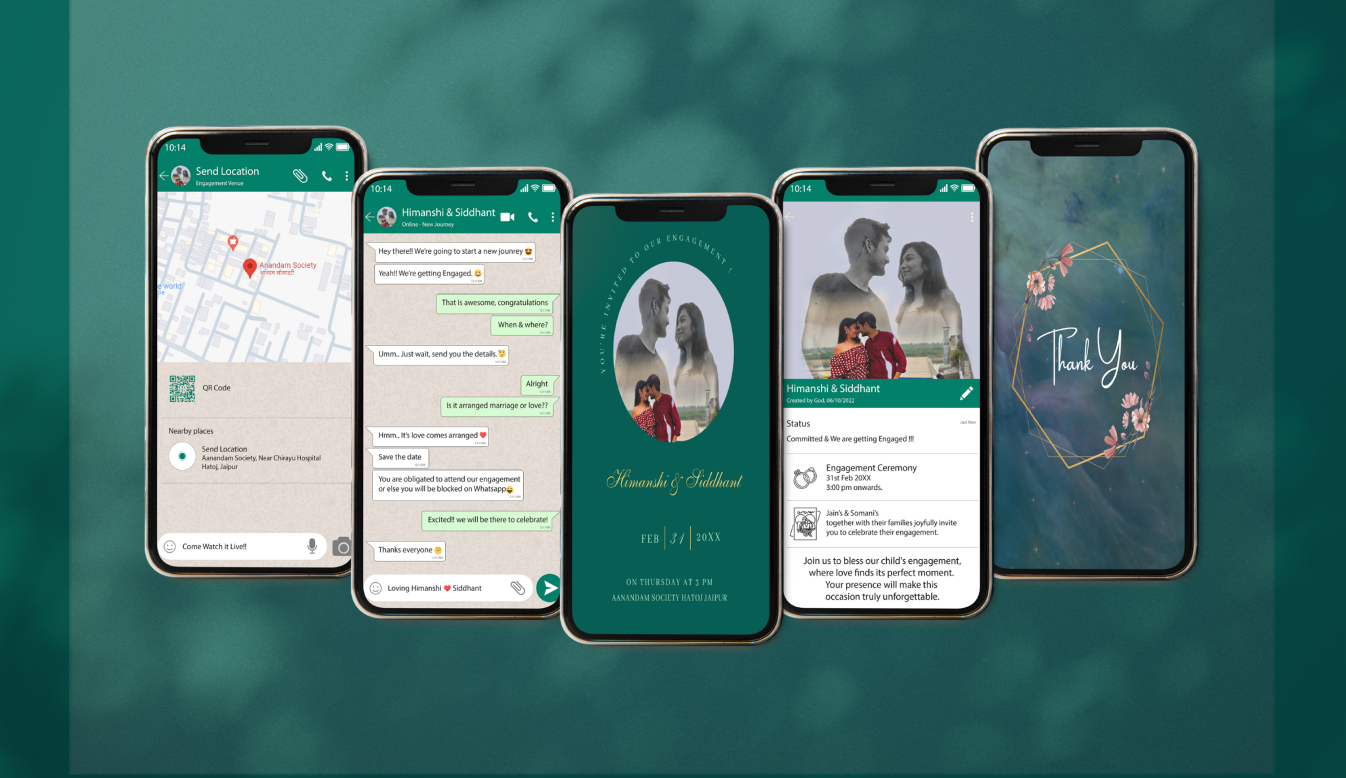 10:14
Send Location
Engagement Venue
Anandam Society
आनंदम सोसाइटी
e world
QR Code
Nearby places
Send Location
Aanandam Society, Near Chirayu Hospital
Hatoj, Jaipur
Come Watch it Live!!
10:14
Himanshi & Siddhant
Online - New Journey
Hey there!! We're going to start a new jounrey 🤩
Yeah!! We're getting Engaged. 😀
That is awesome, congratulations
When & where?
Umm.. Just wait, send you the details.😇
Alright
Is it arranged marriage or love??
Hmm.. It's love comes arranged ❤️
Save the date
You are obligated to attend our engagement
or else you will be blocked on Whatsapp😄
Excited!! we will be there to celebrate!
Thanks everyone 🤗
Loving Himanshi ❤️ Siddhant
YOU'RE INVITED TO OUR ENGAGEMENT !
Himanshi & Siddhant
FEB | 31 | 20XX
ON THURSDAY AT 3 PM
AANANDAM SOCIETY HATOJ JAIPUR
10:14
Himanshi & Siddhant
Created by God, 06/10/2022
Status
Just Now
Committed & We are getting Engaged !!!
Engagement Ceremony
31st Feb 20XX
3:00 pm onwards.
Jain's & Somani's
together with their families joyfully invite
you to celebrate their engagement.
Join us to bless our child's engagement,
where love finds its perfect moment.
Your presence will make this
occasion truly unforgettable.
Thank You